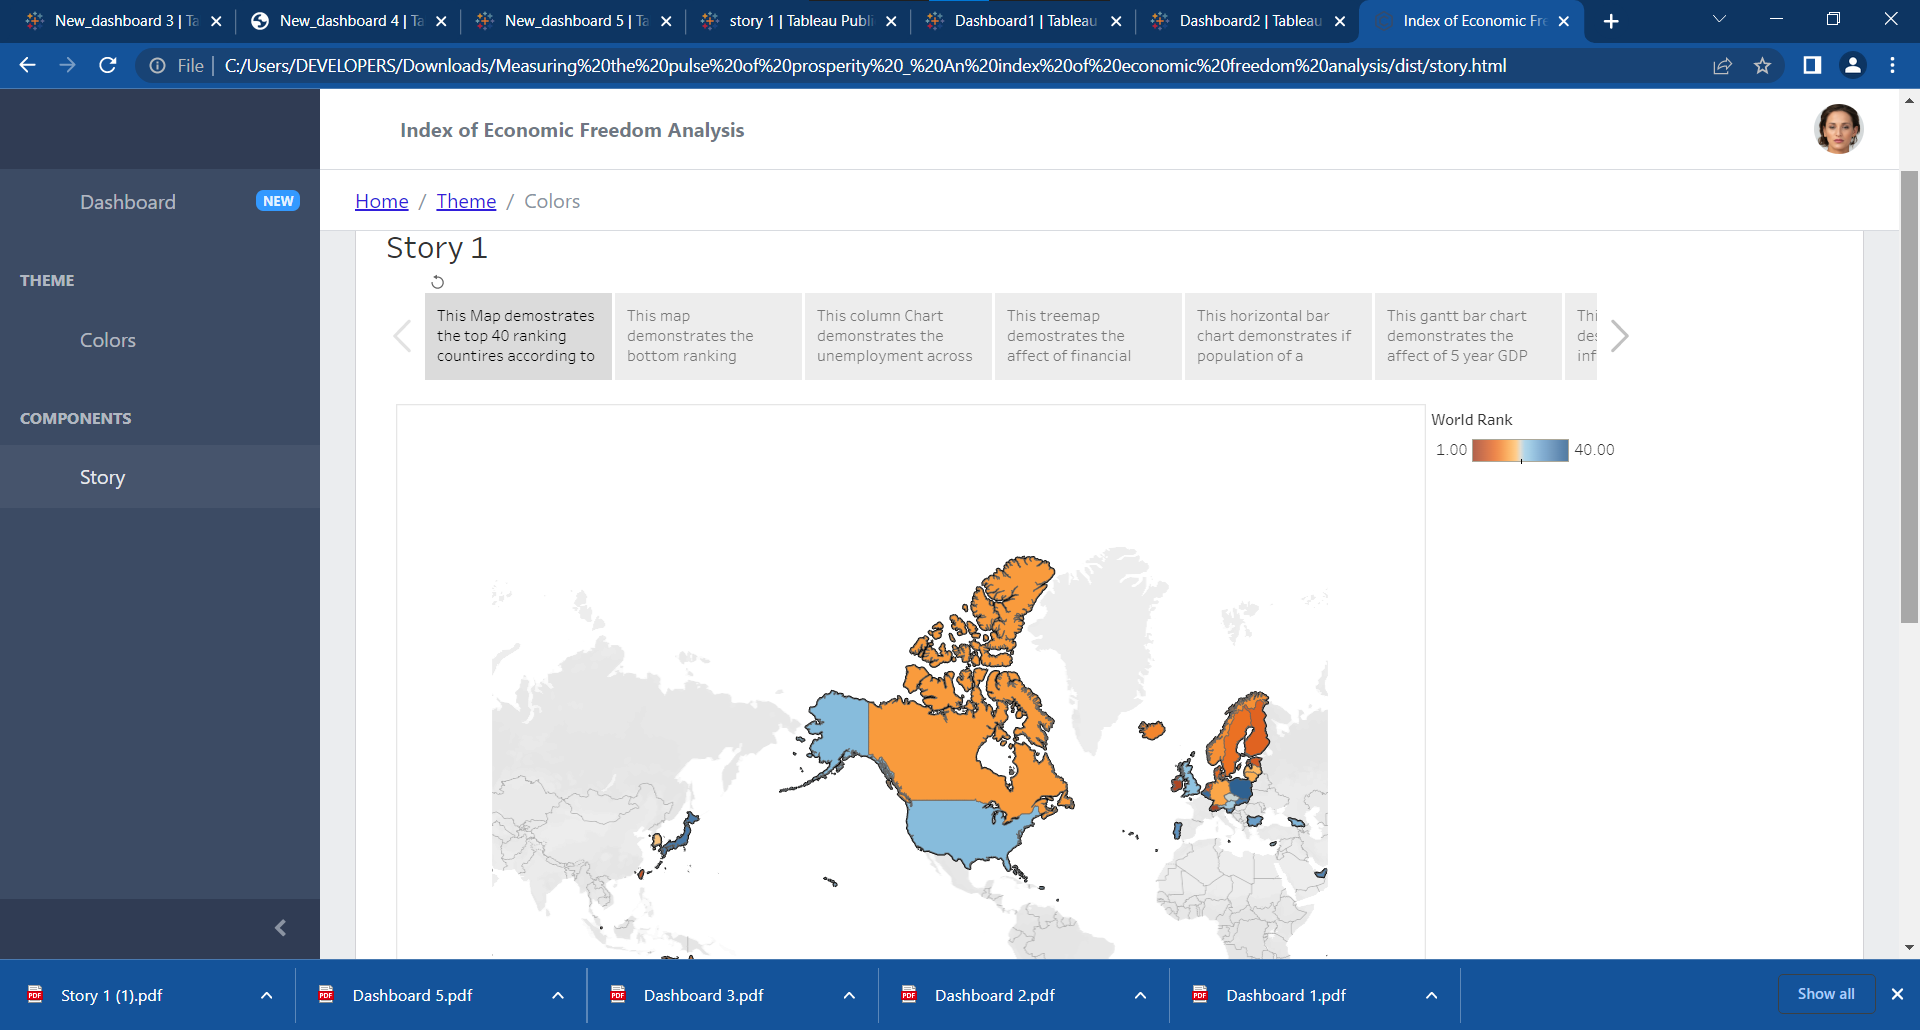 New_dashboard 3 | Ta
New_dashboard 4 | Ta
New_dashboard 5 | Ta
story 1 | Tableau Publi
Dashboard1 | Tableau
Dashboard2 | Tableau
Index of Economic Fre
File
C:/Users/DEVELOPERS/Downloads/Measuring%20the%20pulse%20of%20prosperity%20_%20An%20index%20of%20economic%20freedom%20analysis/dist/story.html
Index of Economic Freedom Analysis
Dashboard
NEW
Home / Theme / Colors
Story 1
THEME
Colors
COMPONENTS
Story
This Map demostrates
the top 40 ranking
countires according to
This map
demonstrates the
bottom ranking
This column Chart
demonstrates the
unemployment across
This treemap
demostrates the
affect of financial
This horizontal bar
chart demonstrates if
population of a
This gantt bar chart
demonstrates the
affect of 5 year GDP
Thi
des
inf
World Rank
1.00
40.00
Story 1 (1).pdf
Dashboard 5.pdf
Dashboard 3.pdf
Dashboard 2.pdf
Dashboard 1.pdf
Show all